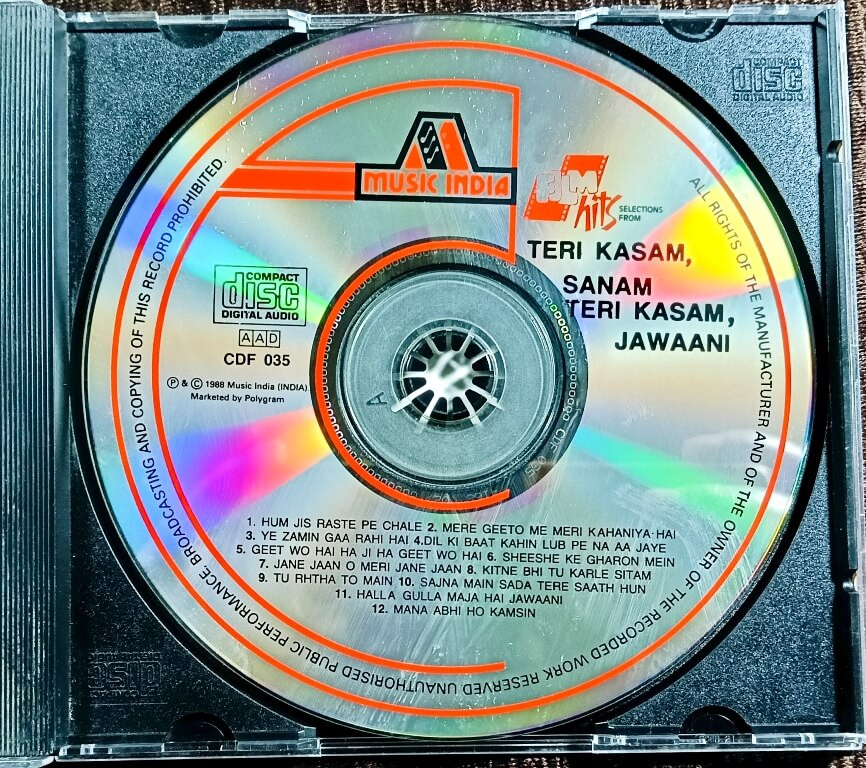 MUSIC INDIA
FILM
hits
SELECTIONS
FROM
TERI KASAM,
SANAM
TERI KASAM,
JAWAANI
COMPACT
disc
DIGITAL AUDIO
AAD
CDF 035
℗ & © 1988 Music India (INDIA).
Marketed by Polygram
1. HUM JIS RASTE PE CHALE 2. MERE GEETO ME MERI KAHANIYA-HAI
3. YE ZAMIN GAA RAHI HAI 4.DIL KI BAAT KAHIN LUB PE NA AA JAYE
5. GEET WO HAI HA JI HA GEET WO HAI 6. SHEESHE KE GHARON MEIN
7. JANE JAAN O MERI JANE JAAN 8. KITNE BHI TU KARLE SITAM
9. TU RHTHA TO MAIN 10. SAJNA MAIN SADA TERE SAATH HUN
11. HALLA GULLA MAJA HAI JAWAANI
12. MANA ABHI HO KAMSIN
ALL RIGHTS OF THE MANUFACTURER AND OF THE OWNER OF THE RECORDED WORK RESERVED UNAUTHORISED PUBLIC PERFORMANCE, BROADCASTING AND COPYING OF THIS RECORD PROHIBITED.
COMPACT
disc
DIGITAL AUDIO
disc